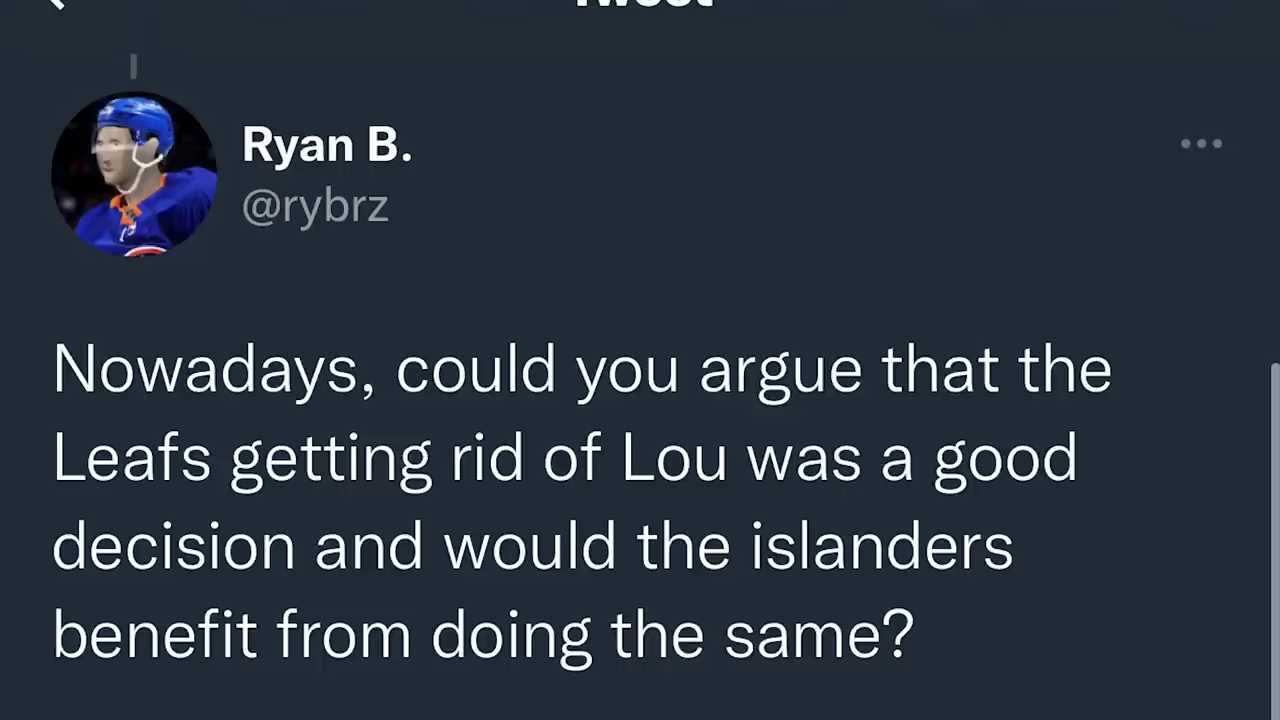 Tweet
Ryan B.
@rybrz
Nowadays, could you argue that the
Leafs getting rid of Lou was a good
decision and would the islanders
benefit from doing the same?